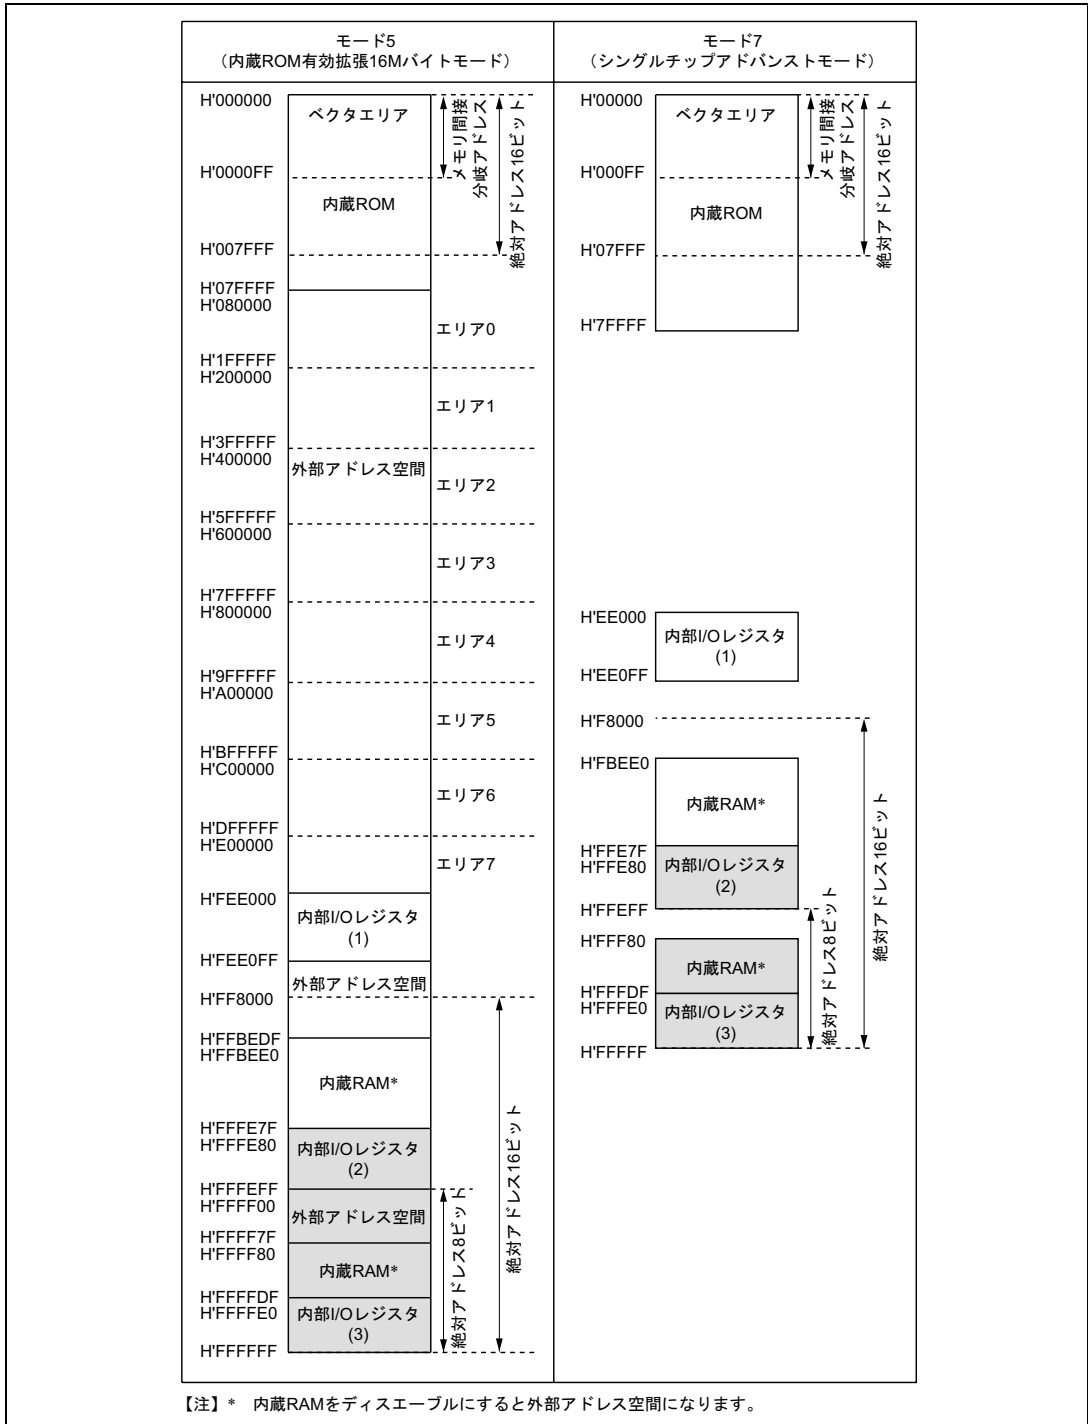 モード5
（内蔵ROM有効拡張16Mバイトモード）
H'000000
ベクタエリア
メモリ間接
分岐アドレス
絶対アドレス16ビット
H'0000FF
内蔵ROM
H'007FFF
H'07FFFF
H'080000
エリア0
H'1FFFFF
H'200000
エリア1
H'3FFFFF
H'400000
外部アドレス空間
エリア2
H'5FFFFF
H'600000
エリア3
H'7FFFFF
H'800000
エリア4
H'9FFFFF
H'A00000
エリア5
H'BFFFFF
H'C00000
エリア6
H'DFFFFF
H'E00000
エリア7
H'FEE000
内部I/Oレジスタ
(1)
H'FEE0FF
外部アドレス空間
H'FF8000
H'FFBEDF
H'FFBEE0
内蔵RAM*
H'FFFE7F
H'FFFE80
内部I/Oレジスタ
(2)
H'FFFEFF
H'FFFF00
外部アドレス空間
H'FFFF7F
H'FFFF80
内蔵RAM*
H'FFFFDF
H'FFFFE0
内部I/Oレジスタ
(3)
H'FFFFFF
絶対アドレス8ビット
絶対アドレス16ビット
モード7
（シングルチップアドバンストモード）
H'00000
ベクタエリア
メモリ間接
分岐アドレス
絶対アドレス16ビット
H'000FF
内蔵ROM
H'07FFF
H'7FFFF
H'EE000
内部I/Oレジスタ
(1)
H'EE0FF
H'F8000
H'FBEE0
内蔵RAM*
H'FFE7F
H'FFE80
内部I/Oレジスタ
(2)
H'FFEFF
H'FFF80
内蔵RAM*
H'FFFDF
H'FFFE0
内部I/Oレジスタ
(3)
H'FFFFF
絶対アドレス8ビット
絶対アドレス16ビット
【注】* 内蔵RAMをディスエーブルにすると外部アドレス空間になります。